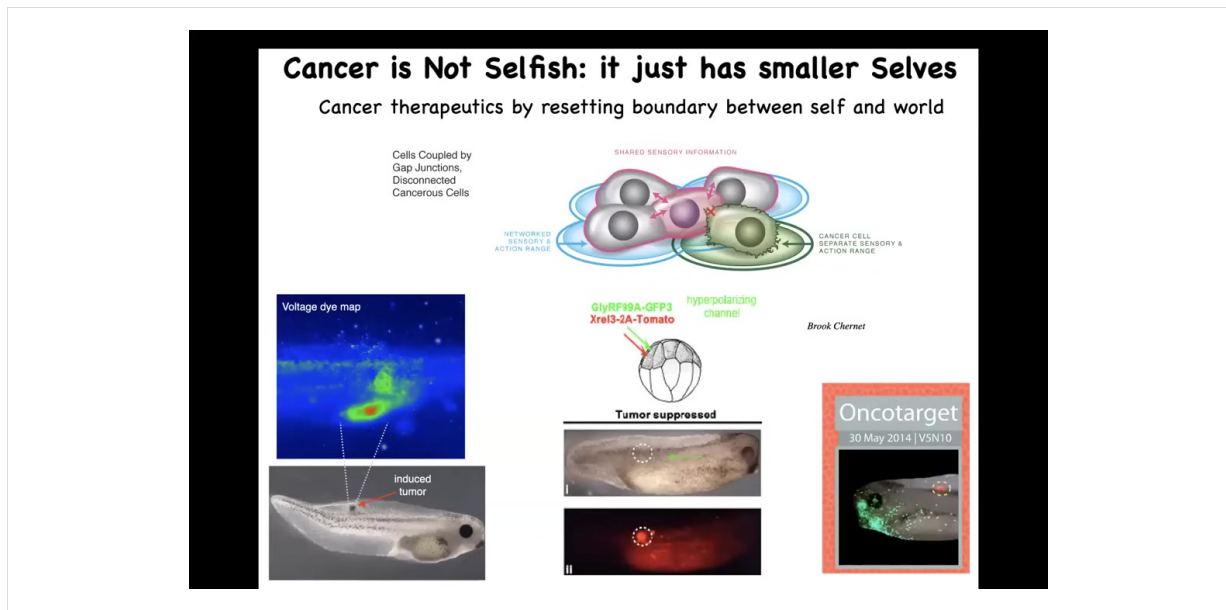 Cancer is Not Selfish: it just has smaller Selves
Cancer therapeutics by resetting boundary between self and world
Cells Coupled by
Gap Junctions,
Disconnected
Cancerous Cells
SHARED SENSORY INFORMATION
NETWORKED
SENSORY &
ACTION RANGE
CANCER CELL
SEPARATE SENSORY &
ACTION RANGE
Voltage dye map
induced
tumor
GlyRF99A-GFP3
Xrel3-2A-Tomato
hyperpolarizing
channel
Tumor suppressed
i
ii
Brook Chernet
Oncotarget
30 May 2014 | V5N10